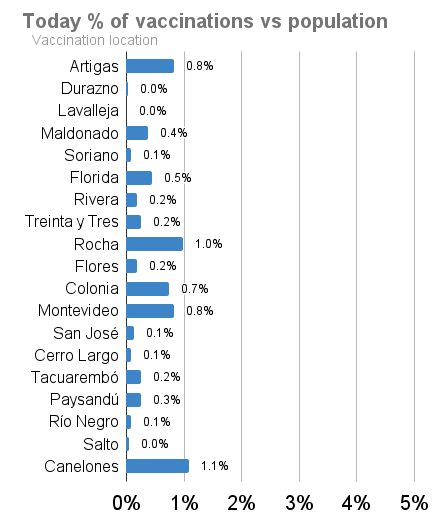 Today % of vaccinations vs population
Vaccination location
Artigas 0.8%
Durazno 0.0%
Lavalleja 0.0%
Maldonado 0.4%
Soriano 0.1%
Florida 0.5%
Rivera 0.2%
Treinta y Tres 0.2%
Rocha 1.0%
Flores 0.2%
Colonia 0.7%
Montevideo 0.8%
San José 0.1%
Cerro Largo 0.1%
Tacuarembó 0.2%
Paysandú 0.3%
Río Negro 0.1%
Salto 0.0%
Canelones 1.1%
0% 1% 2% 3% 4% 5%